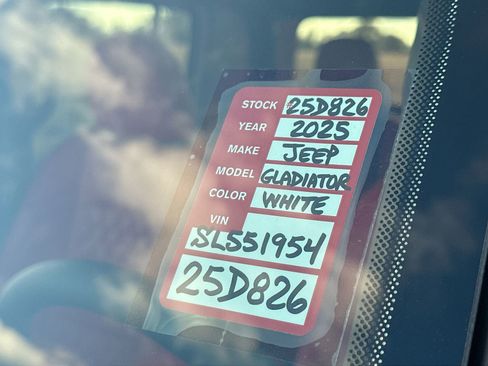 STOCK 25D826
YEAR 2025
MAKE JEEP
MODEL GLADIATOR
COLOR WHITE
VIN
SL551954
25D826